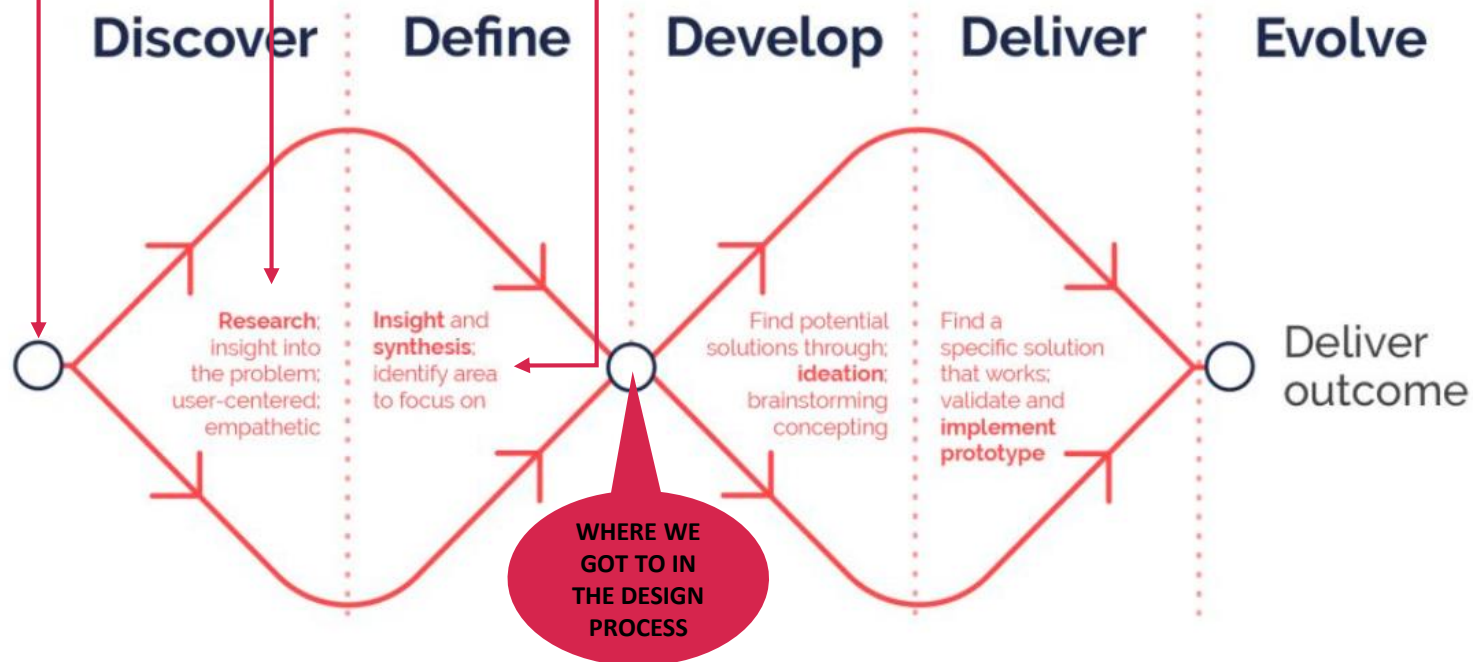 Discover
Define
Develop
Deliver
Evolve
Research;
insight into
the problem;
user-centered;
empathetic
Insight and
synthesis;
identify area
to focus on
Find potential
solutions through;
ideation;
brainstorming
concepting
Find a
specific solution
that works;
validate and
implement
prototype
Deliver
outcome
WHERE WE
GOT TO IN
THE DESIGN
PROCESS